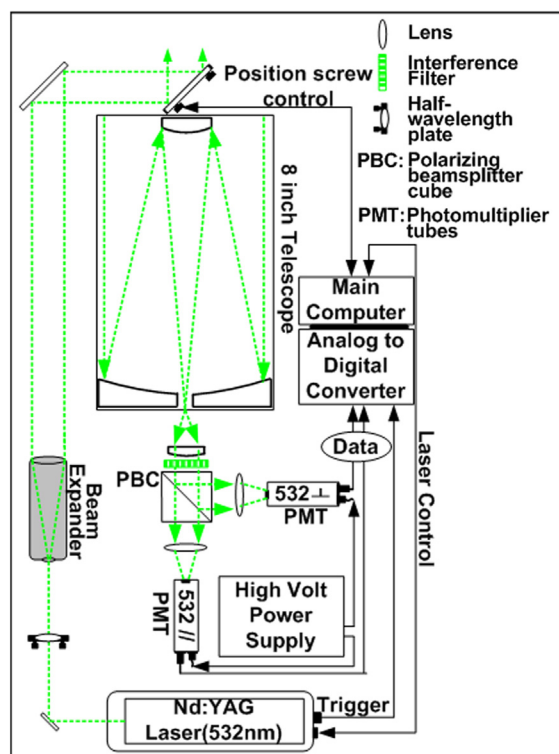 Lens
Interference
Filter
Half-
wavelength
plate
PBC: Polarizing
beamsplitter
cube
PMT:Photomultiplier
tubes
Position screw
control
8 inch Telescope
Main
Computer
Analog to
Digital
Converter
Data
Laser Control
PBC
532 ⊥
PMT
Beam
Expander
532 //
PMT
High Volt
Power
Supply
Nd:YAG
Laser(532nm)
Trigger